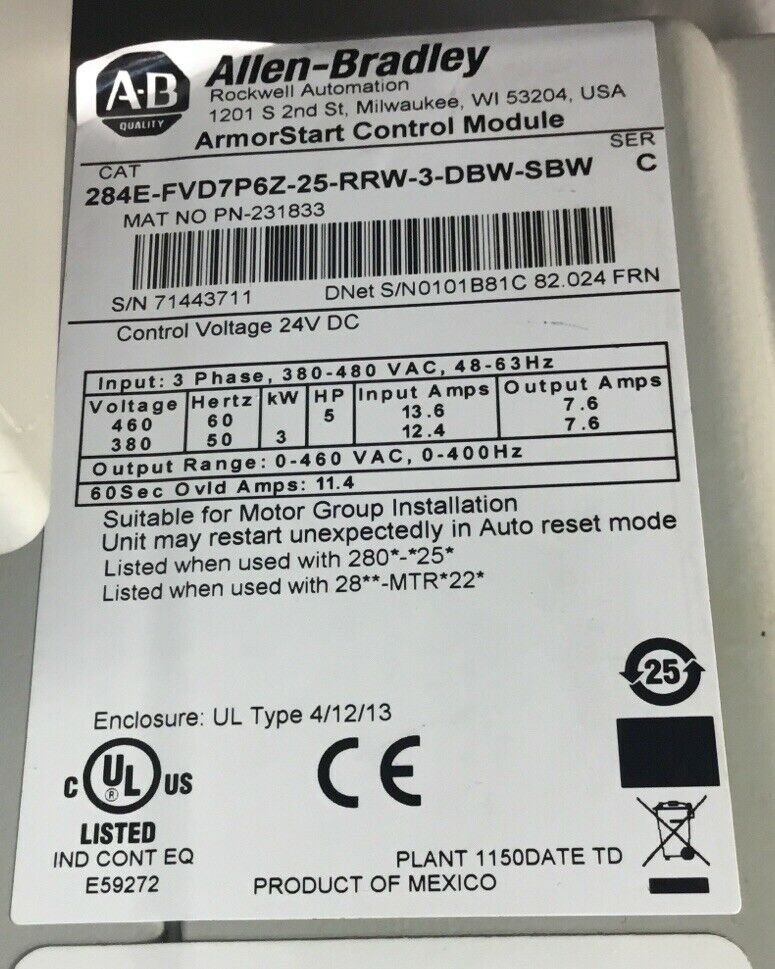 A·B
QUALITY
Allen-Bradley
Rockwell Automation
1201 S 2nd St, Milwaukee, WI 53204, USA
ArmorStart Control Module
CAT SER
284E-FVD7P6Z-25-RRW-3-DBW-SBW C
MAT NO PN-231833
S/N 71443711 DNet S/N0101B81C 82.024 FRN
Control Voltage 24V DC
Input: 3 Phase, 380-480 VAC, 48-63Hz
Voltage Hertz kW HP Input Amps Output Amps
460 60 5 13.6 7.6
380 50 3 12.4 7.6
Output Range: 0-460 VAC, 0-400Hz
60Sec Ovld Amps: 11.4
Suitable for Motor Group Installation
Unit may restart unexpectedly in Auto reset mode
Listed when used with 280*-*25*
Listed when used with 28**-MTR*22*
25
Enclosure: UL Type 4/12/13
C UL ® US
CE
LISTED
IND CONT EQ
E59272
PLANT 1150DATE TD
PRODUCT OF MEXICO